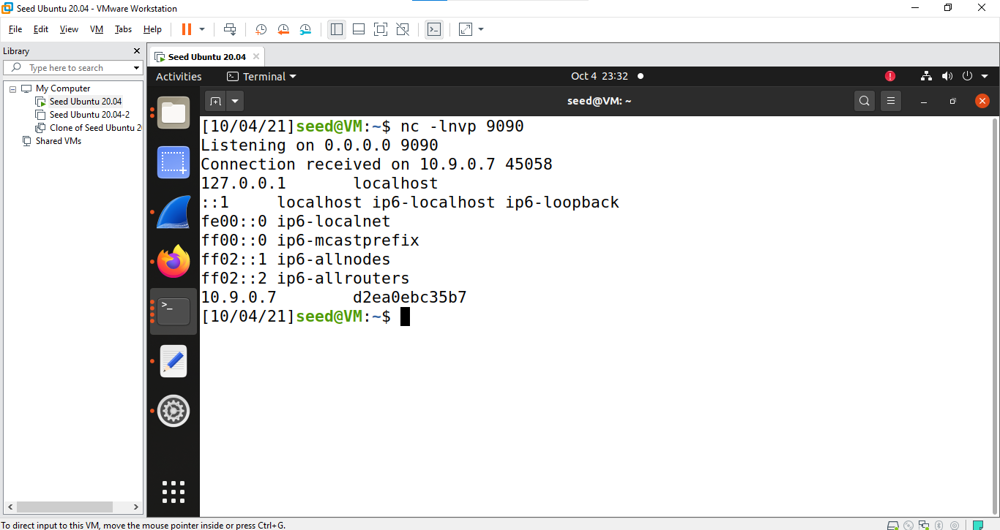 Seed Ubuntu 20.04 - VMware Workstation
File Edit View VM Tabs Help
Library
Type here to search
My Computer
Seed Ubuntu 20.04
Seed Ubuntu 20.04-2
Clone of Seed Ubuntu 2
Shared VMs
Seed Ubuntu 20.04
Activities Terminal Oct 4 23:32
seed@VM: ~
[10/04/21]seed@VM:~$ nc -lnvp 9090
Listening on 0.0.0.0 9090
Connection received on 10.9.0.7 45058
127.0.0.1 localhost
::1 localhost ip6-localhost ip6-loopback
fe00::0 ip6-localnet
ff00::0 ip6-mcastprefix
ff02::1 ip6-allnodes
ff02::2 ip6-allrouters
10.9.0.7 d2ea0ebc35b7
[10/04/21]seed@VM:~$
To direct input to this VM, move the mouse pointer inside or press Ctrl+G.